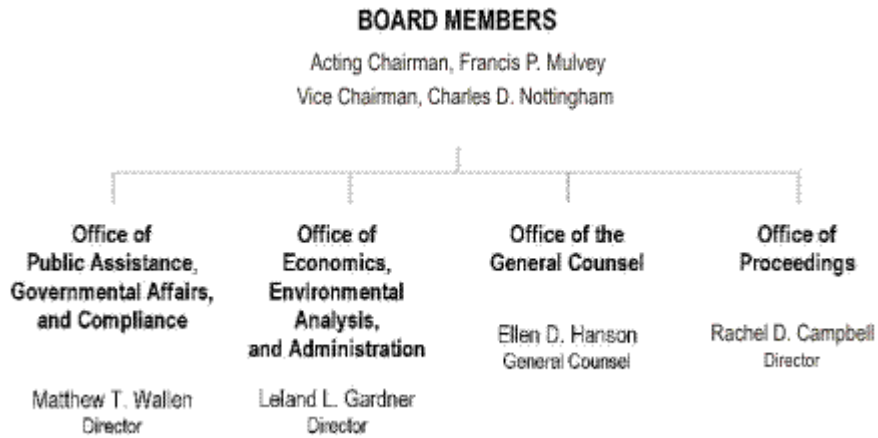 BOARD MEMBERS
Acting Chairman, Francis P. Mulvey
Vice Chairman, Charles D. Nottingham
Office of
Public Assistance,
Governmental Affairs,
and Compliance
Matthew T. Wallen
Director
Office of
Economics,
Environmental
Analysis,
and Administration
Leland L. Gardner
Director
Office of the
General Counsel
Ellen D. Hanson
General Counsel
Office of
Proceedings
Rachel D. Campbell
Director